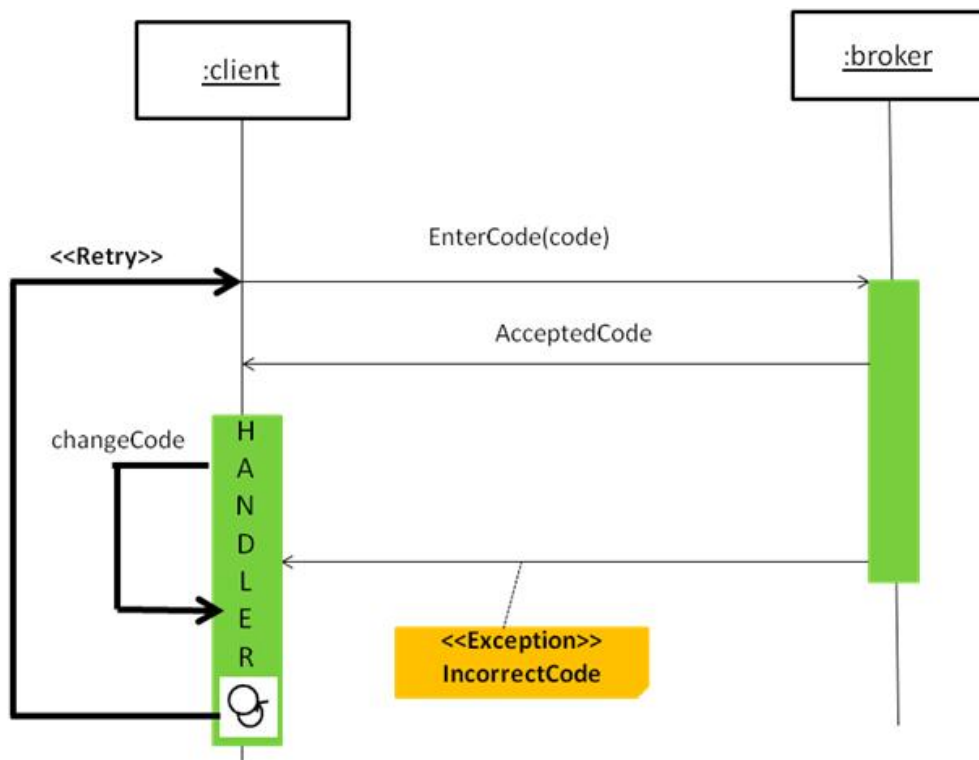 :client
:broker
EnterCode(code)
<<Retry>>
AcceptedCode
changeCode
H
A
N
D
L
E
R
<<Exception>>
IncorrectCode